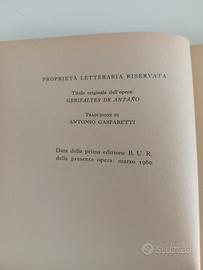 PROPRIETÀ LETTERARIA RISERVATA
Titolo originale dell'opera:
GERIFALTES DE ANTAÑO
TRADUZIONE DI
ANTONIO GASPARETTI
Data della prima edizione B. U. R.
della presente opera: marzo 1960
subito